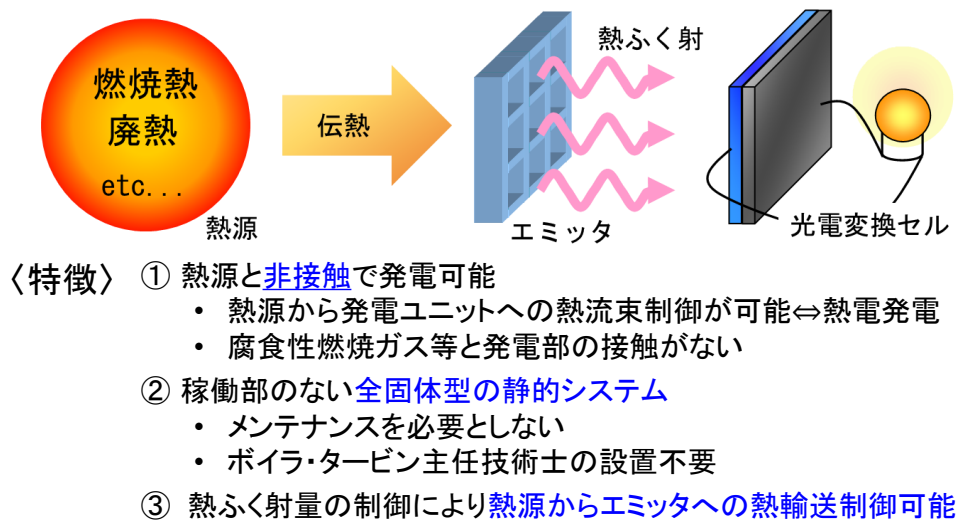 燃焼熱
廃熱
etc...
熱源
伝熱
熱ふく射
エミッタ
光電変換セル
〈特徴〉 ① 熱源と非接触で発電可能
• 熱源から発電ユニットへの熱流束制御が可能⇔熱電発電
• 腐食性燃焼ガス等と発電部の接触がない
② 稼働部のない全固体型の静的システム
• メンテナンスを必要としない
• ボイラ・タービン主任技術士の設置不要
③ 熱ふく射量の制御により熱源からエミッタへの熱輸送制御可能